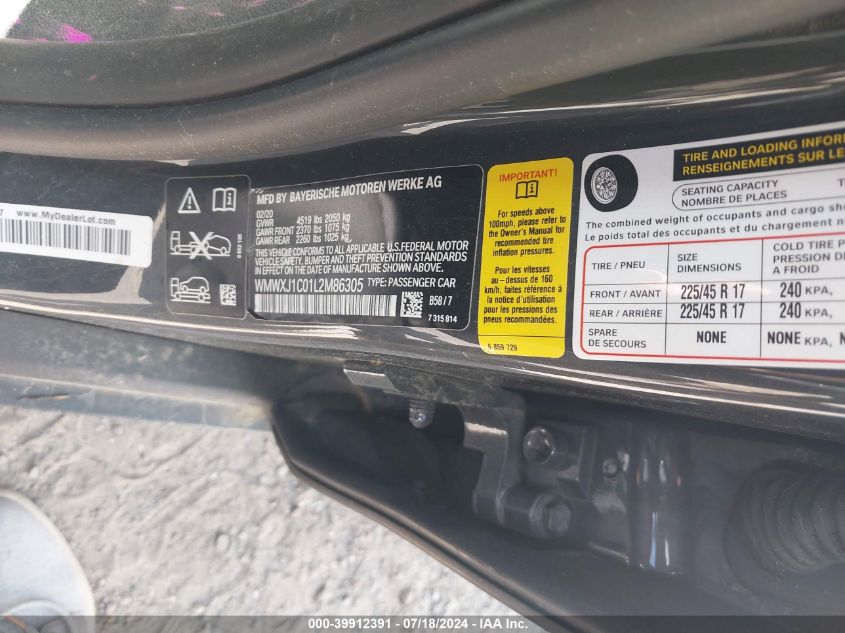 7
www.MyDealerLot.com
MFD BY BAYERISCHE MOTOREN WERKE AG
02/20
GVWR 4519 lbs 2050 kg
GAWR FRONT 2370 lbs 1075 kg
GAWR REAR 2260 lbs 1025 kg
THIS VEHICLE CONFORMS TO ALL APPLICABLE U.S.FEDERAL MOTOR
VEHICLE SAFETY, BUMPER AND THEFT PREVENTION STANDARDS
IN EFFECT ON THE DATE OF MANUFACTURE SHOWN ABOVE.
WMWXJ1C01L2M86305 TYPE: PASSENGER CAR
B58 / 7
7 315 814
IMPORTANT!
For speeds above
100mph, please refer to
the Owner's Manual for
recommended tire
inflation pressures.
Pour les vitesses
au - dessus de 160
km/h, faites référence à
la notice d'utilisation
pour les pressions des
pneus recommandées.
6 859 729
TIRE AND LOADING INFOR
RENSEIGNEMENTS SUR LE
SEATING CAPACITY
NOMBRE DE PLACES
The combined weight of occupants and cargo sho
Le poids total des occupants et du chargement
TIRE / PNEU
SIZE
DIMENSIONS
COLD TIRE P
PRESSION DE
A FROID
FRONT / AVANT 225/45 R 17 240 KPA,
REAR / ARRIÈRE 225/45 R 17 240 KPA,
SPARE
DE SECOURS
NONE
NONE KPA, N
000-39912391 - 07/18/2024 - IAA Inc.